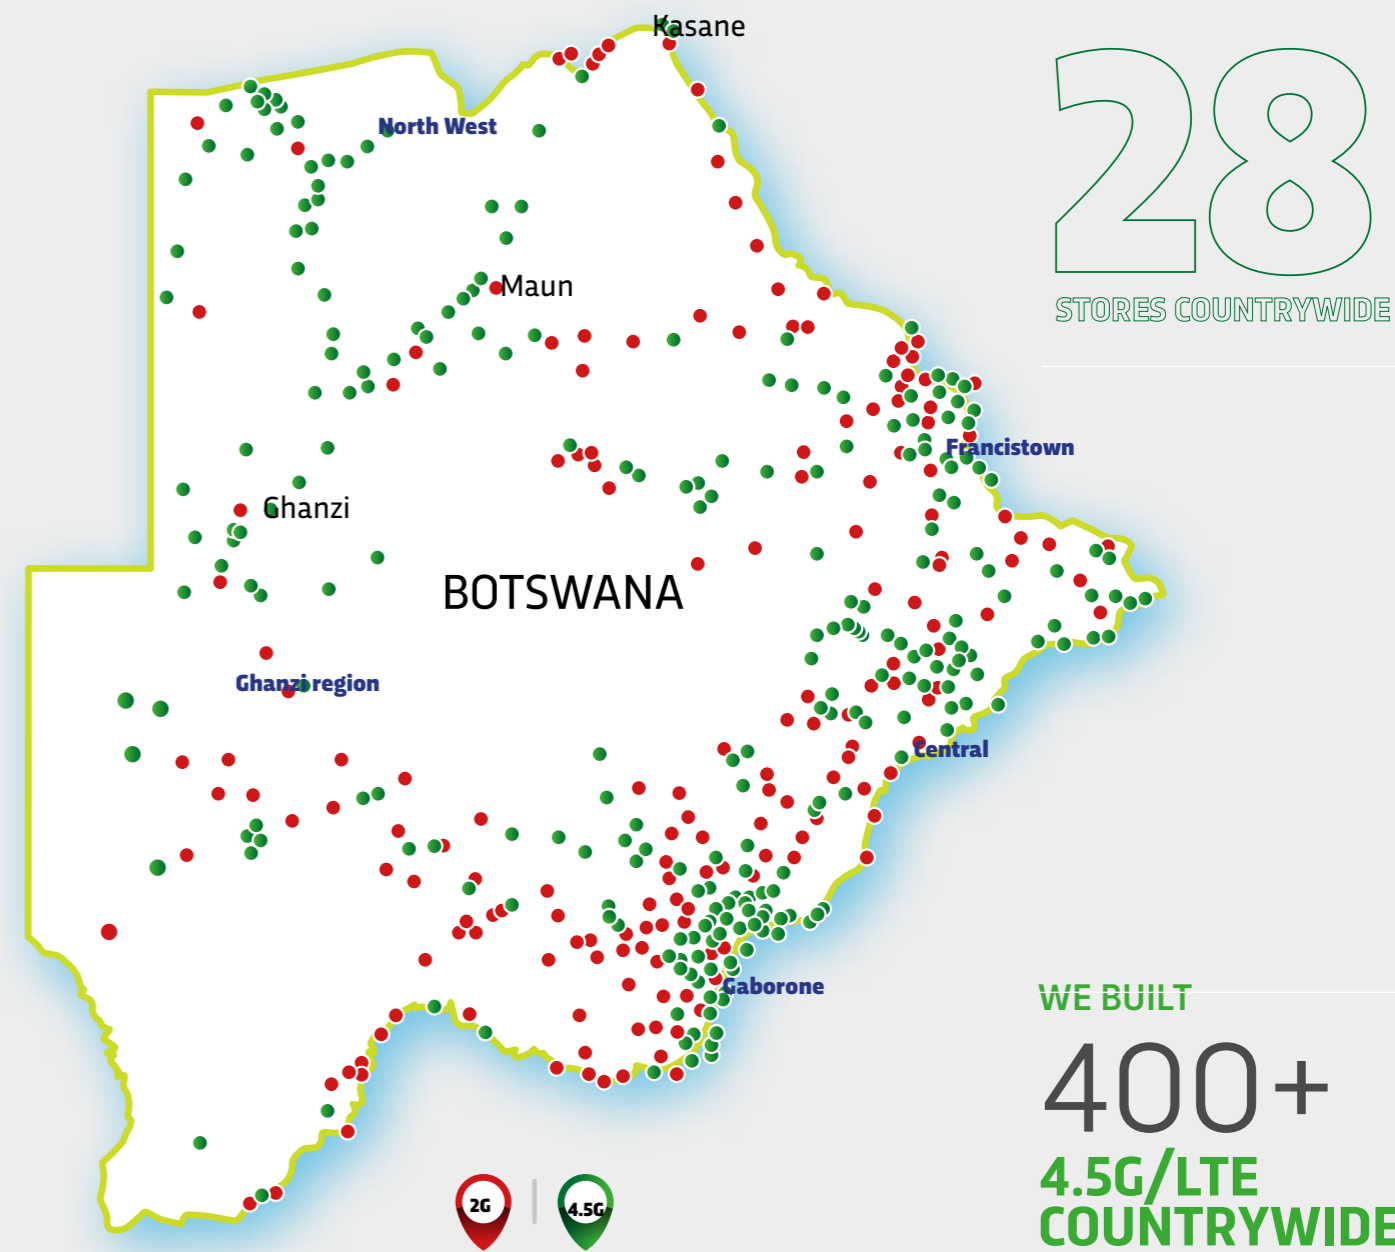 Kasane
28
North West
STORES COUNTRYWIDE
Maun
Francistown
Ghanzi
BOTSWANA
Ghanzi region
Central
Gaborone
WE BUILT
400+
4.5G/LTE
COUNTRYWIDE
2G
4.5G